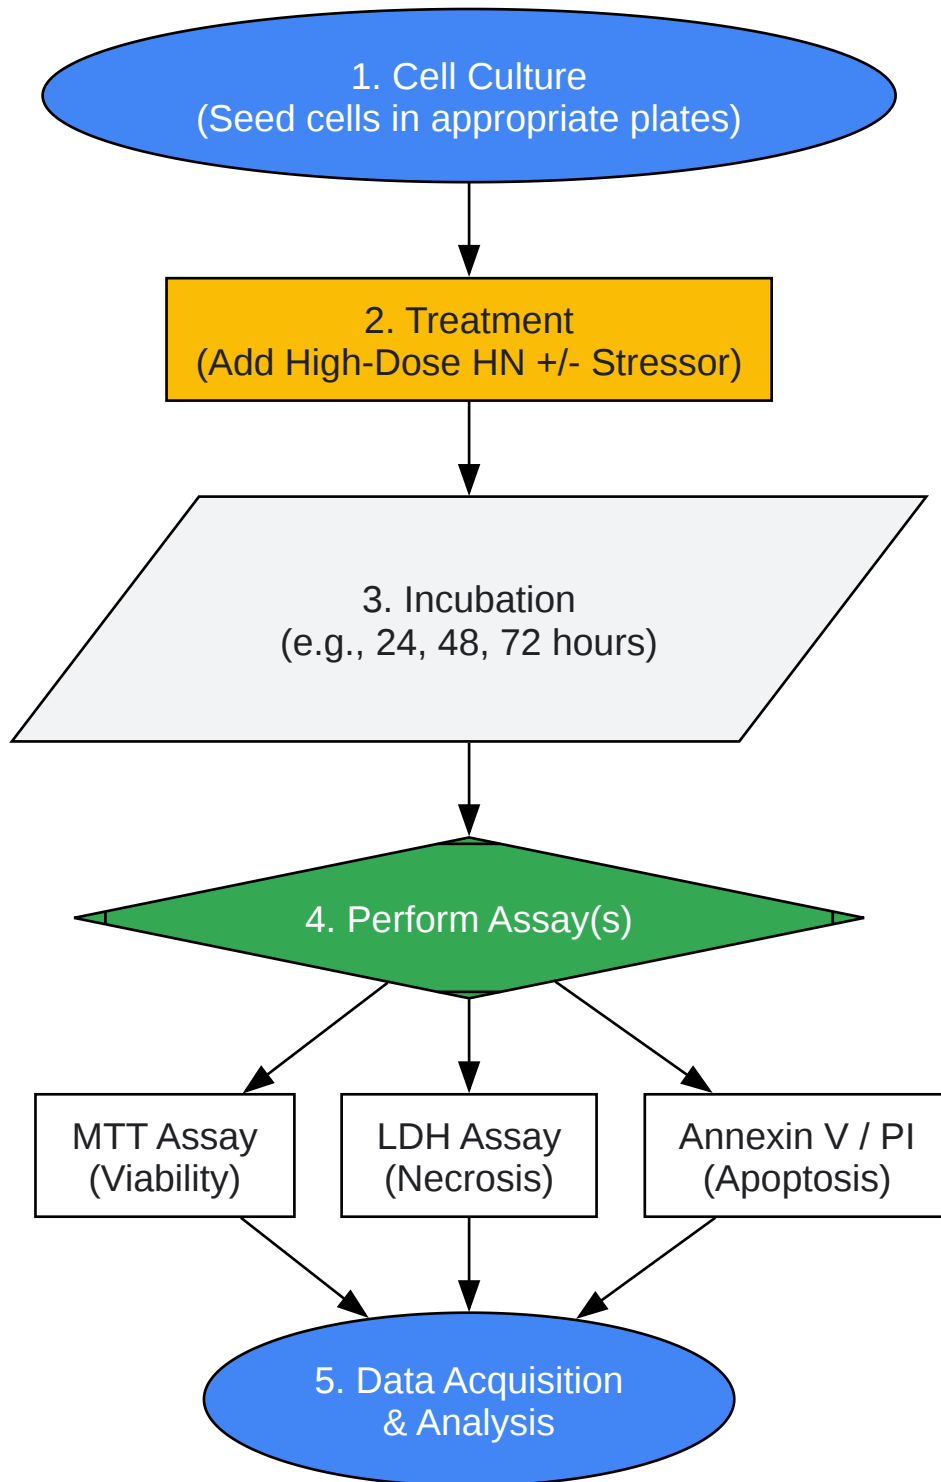 1. Cell Culture
(Seed cells in appropriate plates)
2. Treatment
(Add High-Dose HN +/- Stressor)
3. Incubation
(e.g., 24, 48, 72 hours)
4. Perform Assay(s)
MTT Assay
(Viability)
LDH Assay
(Necrosis)
Annexin V / PI
(Apoptosis)
5. Data Acquisition
& Analysis